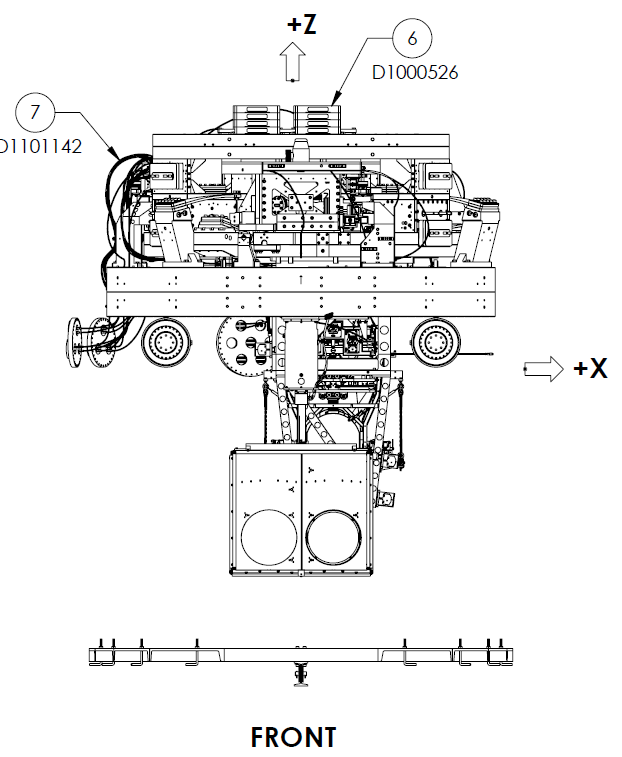 +Z
6
D1000526
7
D1101142
+X
FRONT